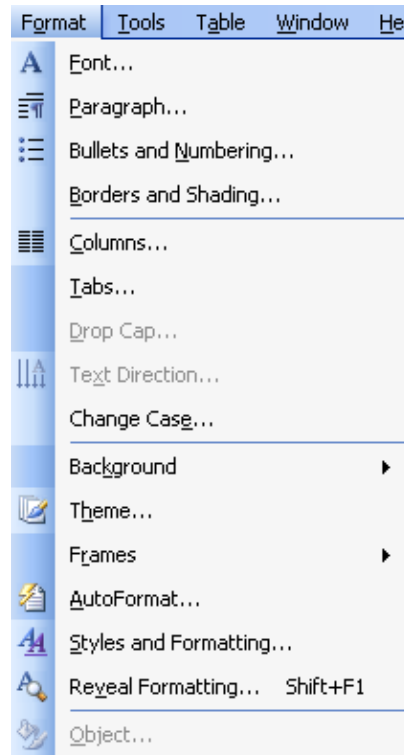 Format Tools Table Window He
Font...
Paragraph...
Bullets and Numbering...
Borders and Shading...
Columns...
Tabs...
Drop Cap...
Text Direction...
Change Case...
Background
Theme...
Frames
AutoFormat...
Styles and Formatting...
Reveal Formatting... Shift+F1
Object...